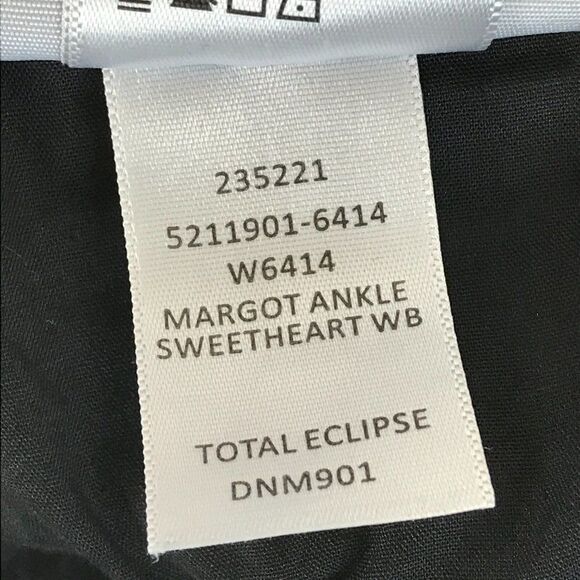 235221
5211901-6414
W6414
MARGOT ANKLE
SWEETHEART WB
TOTAL ECLIPSE
DNM901